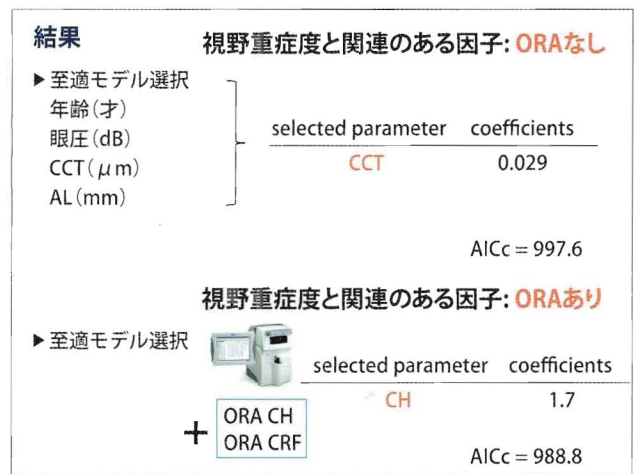 結果
視野重症度と関連のある因子: ORAなし
▶至適モデル選択
年齢(才)
眼圧(dB)
CCT(μm)
AL(mm)
selected parameter coefficients
CCT 0.029
AICc = 997.6
視野重症度と関連のある因子: ORAあり
▶至適モデル選択
selected parameter coefficients
CH 1.7
+ ORA CH
ORA CRF
AICc = 988.8